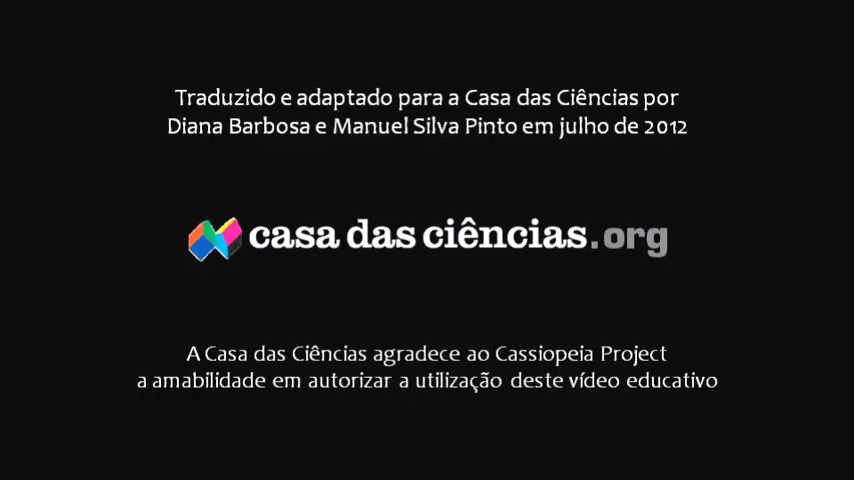 Traduzido e adaptado para a Casa das Ciências por
Diana Barbosa e Manuel Silva Pinto em julho de 2012
casa das ciências.org
A Casa das Ciências agradece ao Cassiopeia Project
a amabilidade em autorizar a utilização deste vídeo educativo